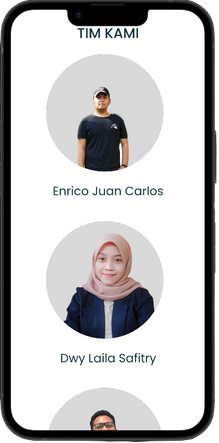 TIM KAMI
Enrico Juan Carlos
Dwy Laila Safitry